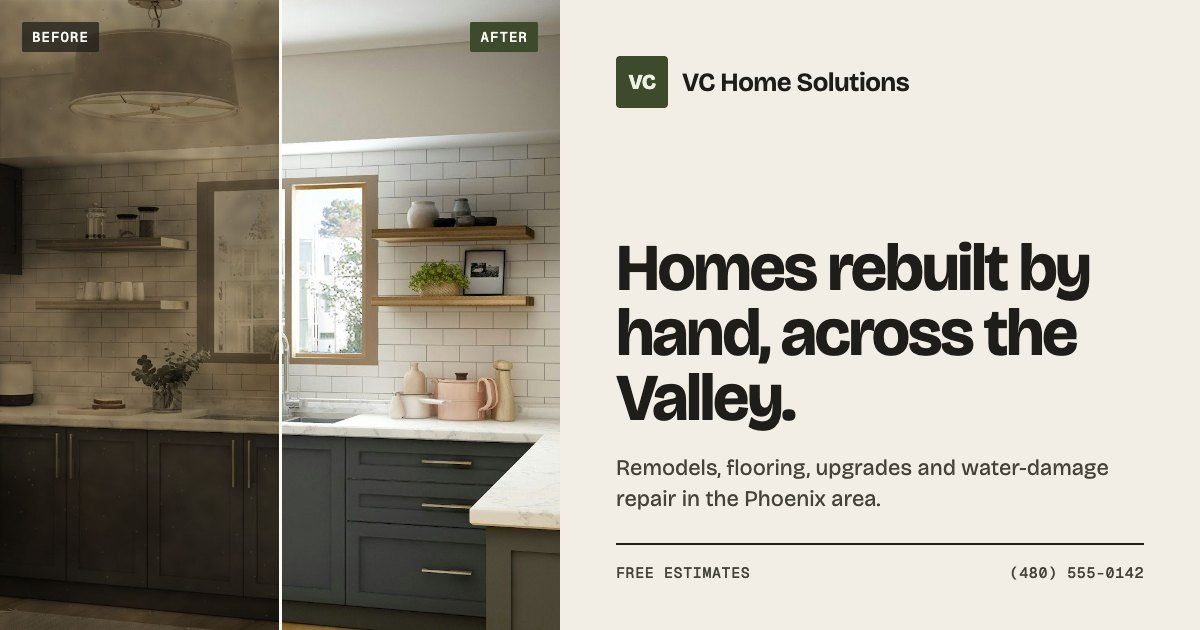 BEFORE
AFTER
VC
VC Home Solutions
Homes rebuilt by
hand, across the
Valley.
Remodels, flooring, upgrades and water-damage
repair in the Phoenix area.
FREE ESTIMATES
(480) 555-0142